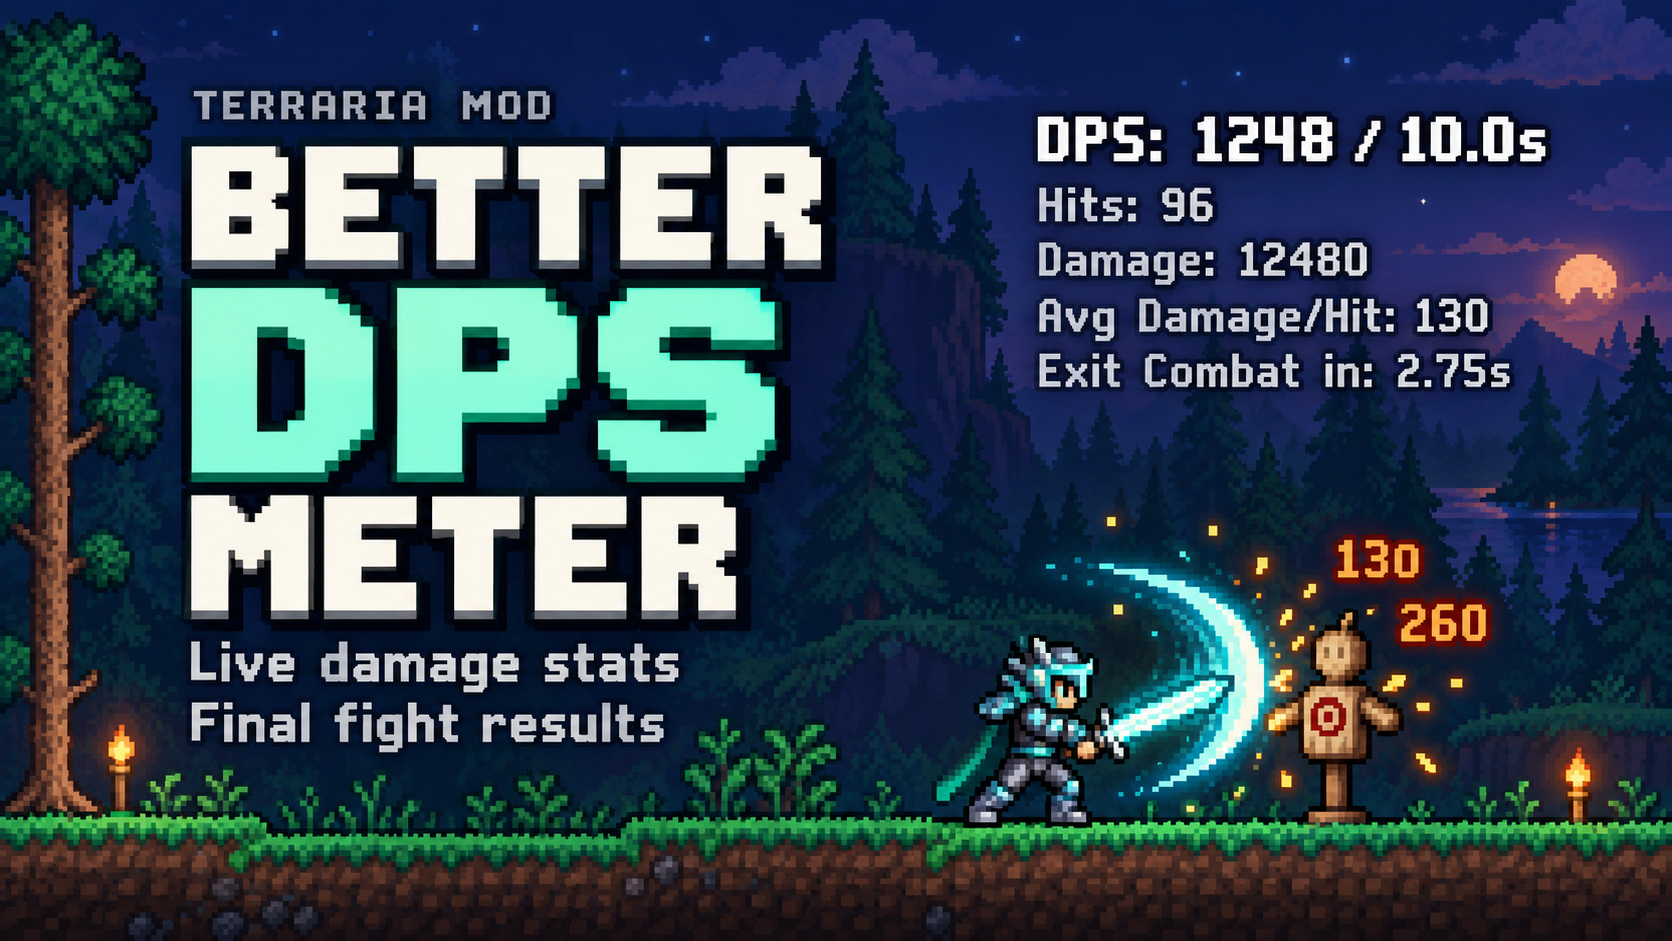 TERRARIA MOD
BETTER
DPS
METER
Live damage stats
Final fight results
DPS: 1248 / 10.0s
Hits: 96
Damage: 12480
Avg Damage/Hit: 130
Exit Combat in: 2.75s
130
260